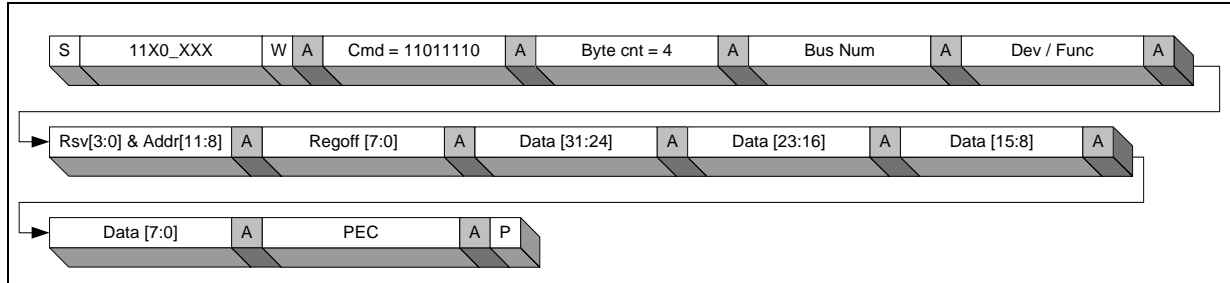 S 11X0_XXX W A Cmd = 11011110 A Byte cnt = 4 A Bus Num A Dev / Func A
Rsv[3:0] & Addr[11:8] A Regoff [7:0] A Data [31:24] A Data [23:16] A Data [15:8] A
Data [7:0] A PEC A P